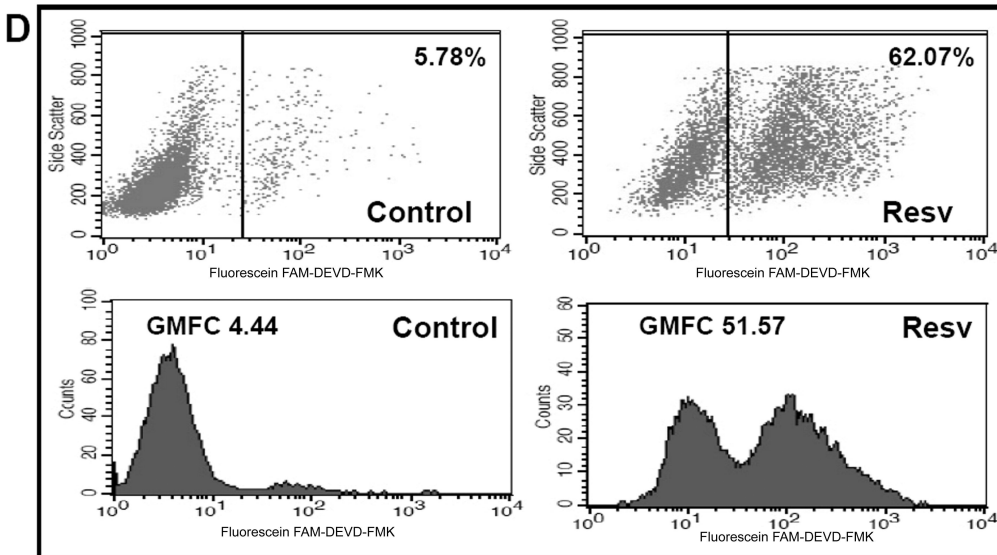 D
1000
800
600
400
200
0
Side Scatter
5.78%
Control
10^0 10^1 10^2 10^3 10^4
Fluorescein FAM-DEVD-FMK
1000
800
600
400
200
0
Side Scatter
62.07%
Resv
10^0 10^1 10^2 10^3 10^4
Fluorescein FAM-DEVD-FMK
100
80
60
40
20
0
Counts
GMFC 4.44
Control
10^0 10^1 10^2 10^3 10^4
Fluorescein FAM-DEVD-FMK
60
50
40
30
20
10
0
Counts
GMFC 51.57
Resv
10^0 10^1 10^2 10^3 10^4
Fluorescein FAM-DEVD-FMK